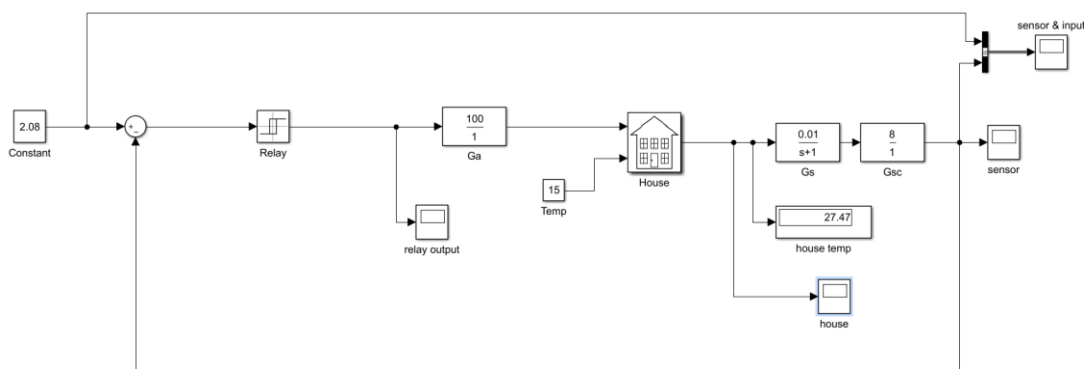 sensor & input
2.08
Constant
+
-
Relay
100
1
Ga
House
15
Temp
0.01
s+1
Gs
8
1
Gsc
sensor
relay output
27.47
house temp
house